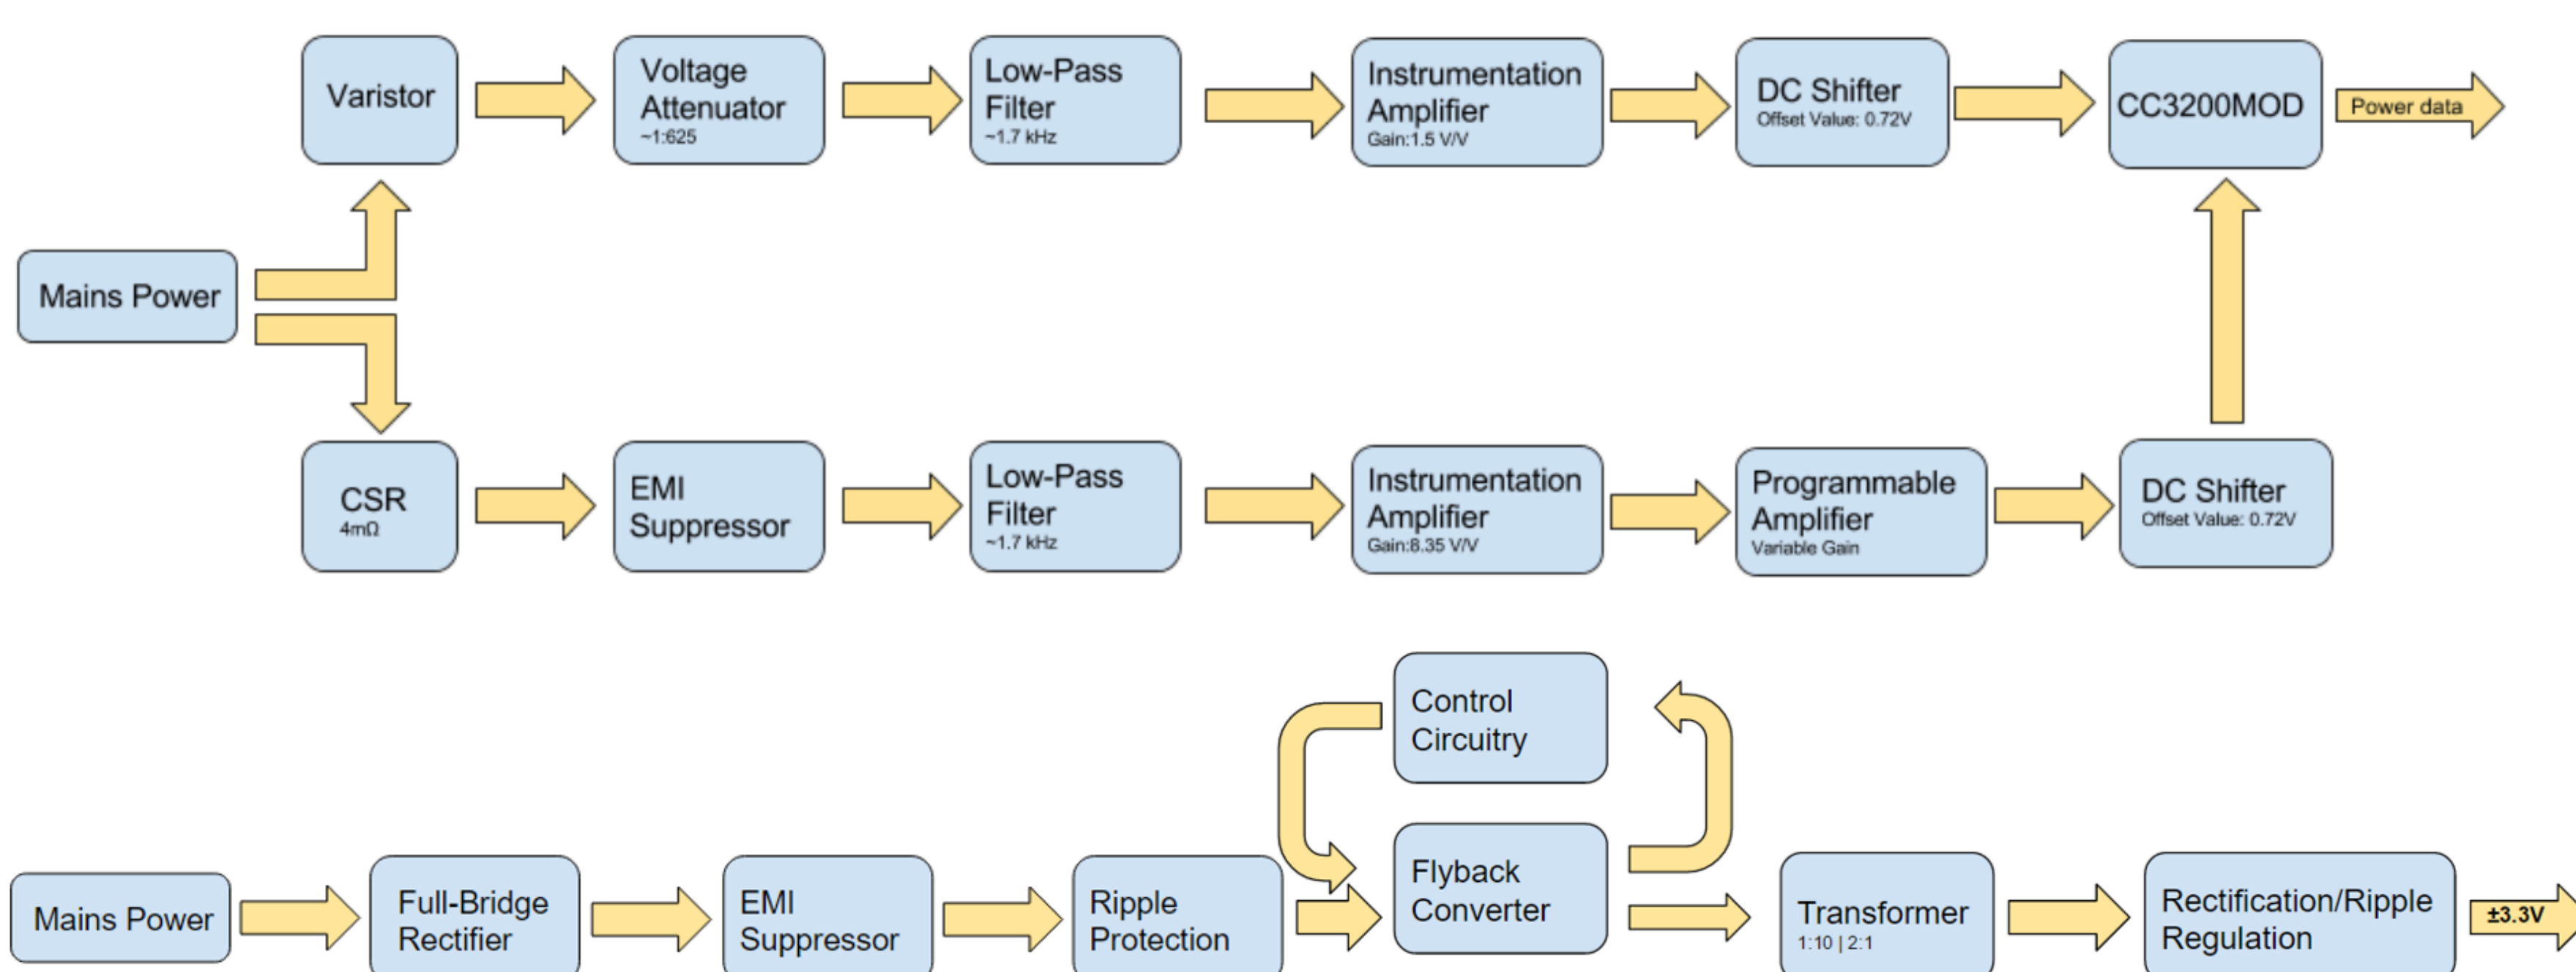 Varistor
Voltage
Attenuator
~1:625
Low-Pass
Filter
~1.7 kHz
Instrumentation
Amplifier
Gain:1.5 V/V
DC Shifter
Offset Value: 0.72V
CC3200MOD
Power data
Mains Power
CSR
4mΩ
EMI
Suppressor
Low-Pass
Filter
~1.7 kHz
Instrumentation
Amplifier
Gain:8.35 V/V
Programmable
Amplifier
Variable Gain
DC Shifter
Offset Value: 0.72V
Control
Circuitry
Mains Power
Full-Bridge
Rectifier
EMI
Suppressor
Ripple
Protection
Flyback
Converter
Transformer
1:10 | 2:1
Rectification/Ripple
Regulation
±3.3V